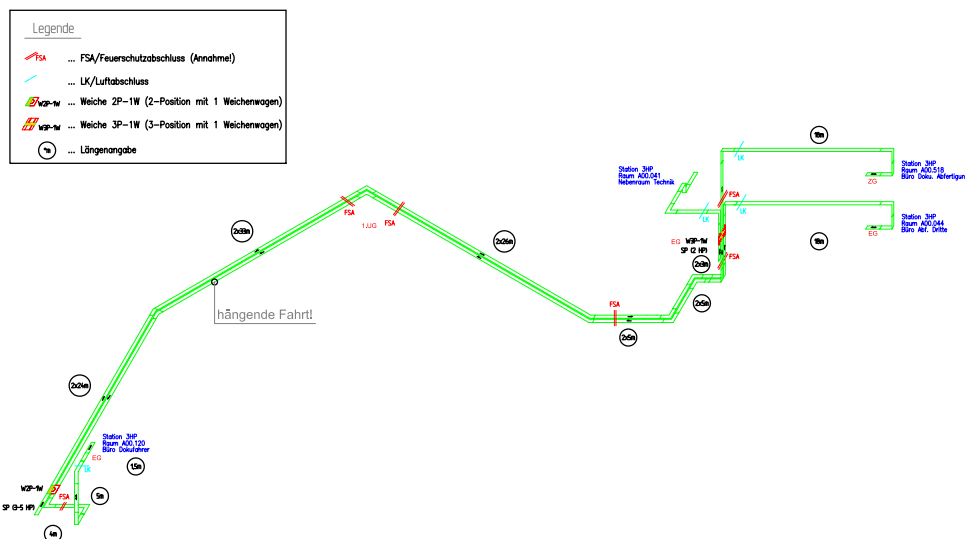 Legende
FSA ... FSA/Feuerschutzabschluss (Annahme!)
... LK/Luftabschluss
W2P-1W ... Weiche 2P-1W (2-Position mit 1 Weichenwagen)
W3P-1W ... Weiche 3P-1W (3-Position mit 1 Weichenwagen)
*m ... Längenangabe
18m
LK
Station 3HP
Raum A00.518
Büro Doku. Abfertigun
ZG
Station 3HP
Raum A00.041
Nebenraum Technik
FSA
LK
LK
Station 3HP
Raum A00.044
Büro Abf. Dritte
EG
18m
FSA
FSA
1.UG
2x33m
2x26m
EG W3P-1W
SP (2 HP)
FSA
2x3m
2x5m
hängende Fahrt!
FSA
2x5m
2x24m
Station 3HP
Raum A00.120
Büro Dokufahrer
EG
LK
1,5m
W2P-1W
FSA
5m
SP (3-5 HP)
4m